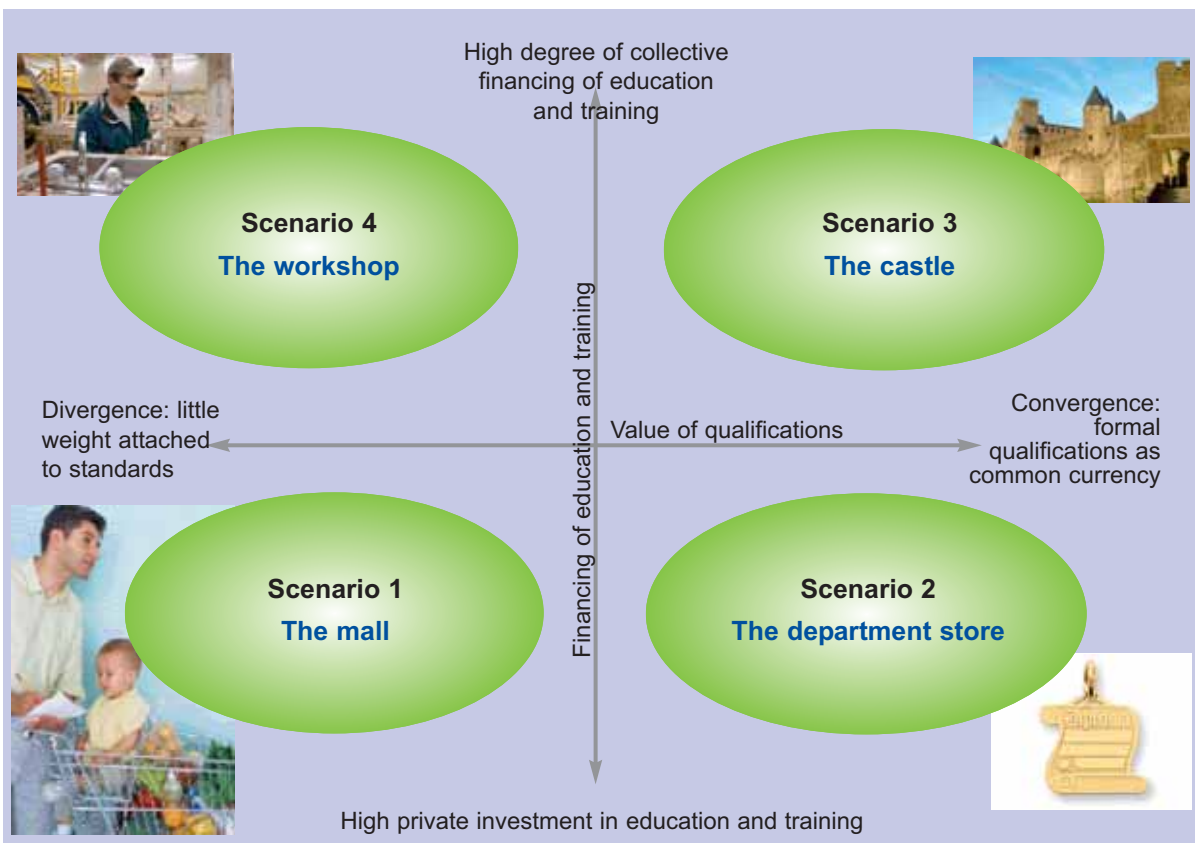 High degree of collective
financing of education
and training
Scenario 4
The workshop
Scenario 3
The castle
Financing of education and training
Divergence: little
weight attached
to standards
Value of qualifications
Convergence:
formal
qualifications as
common currency
Scenario 1
The mall
Scenario 2
The department store
High private investment in education and training